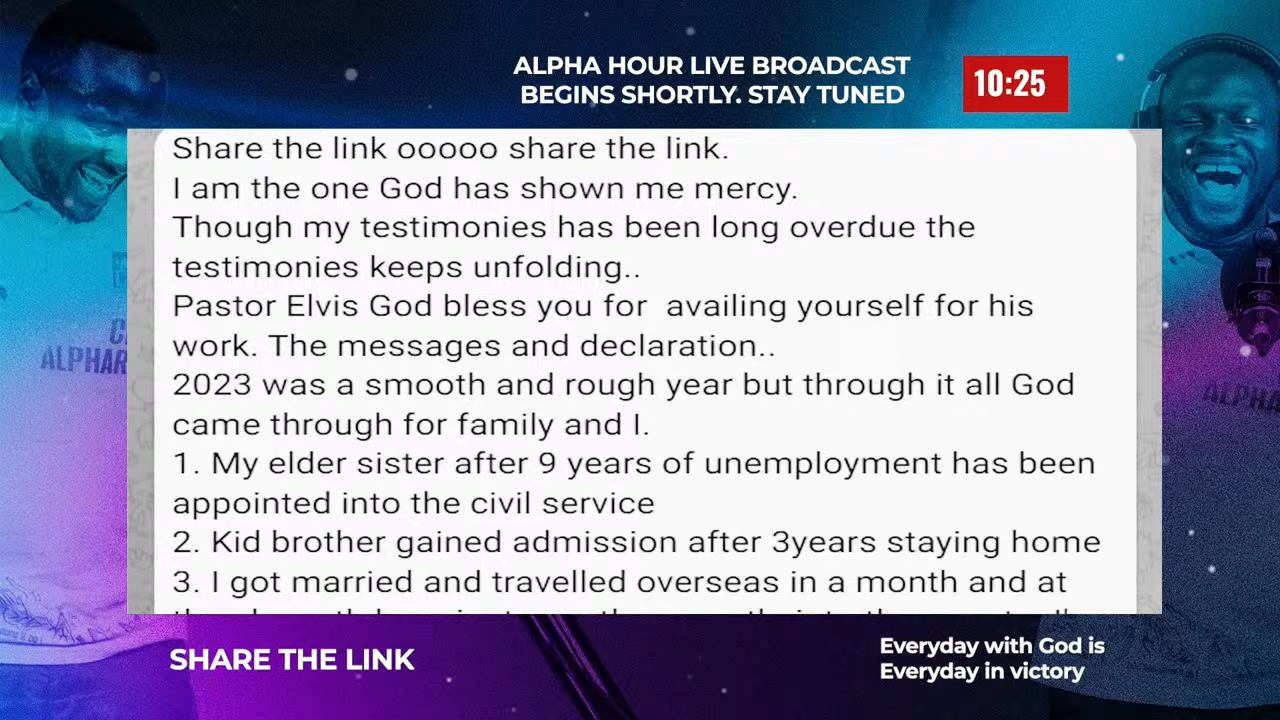 ALPHA HOUR LIVE BROADCAST
BEGINS SHORTLY. STAY TUNED
10:25
Share the link ooooo share the link.
I am the one God has shown me mercy.
Though my testimonies has been long overdue the
testimonies keeps unfolding..
Pastor Elvis God bless you for  availing yourself for his
work. The messages and declaration..
2023 was a smooth and rough year but through it all God
came through for family and I.
1. My elder sister after 9 years of unemployment has been
appointed into the civil service
2. Kid brother gained admission after 3years staying home
3. I got married and travelled overseas in a month and at
SHARE THE LINK
Everyday with God is
Everyday in victory